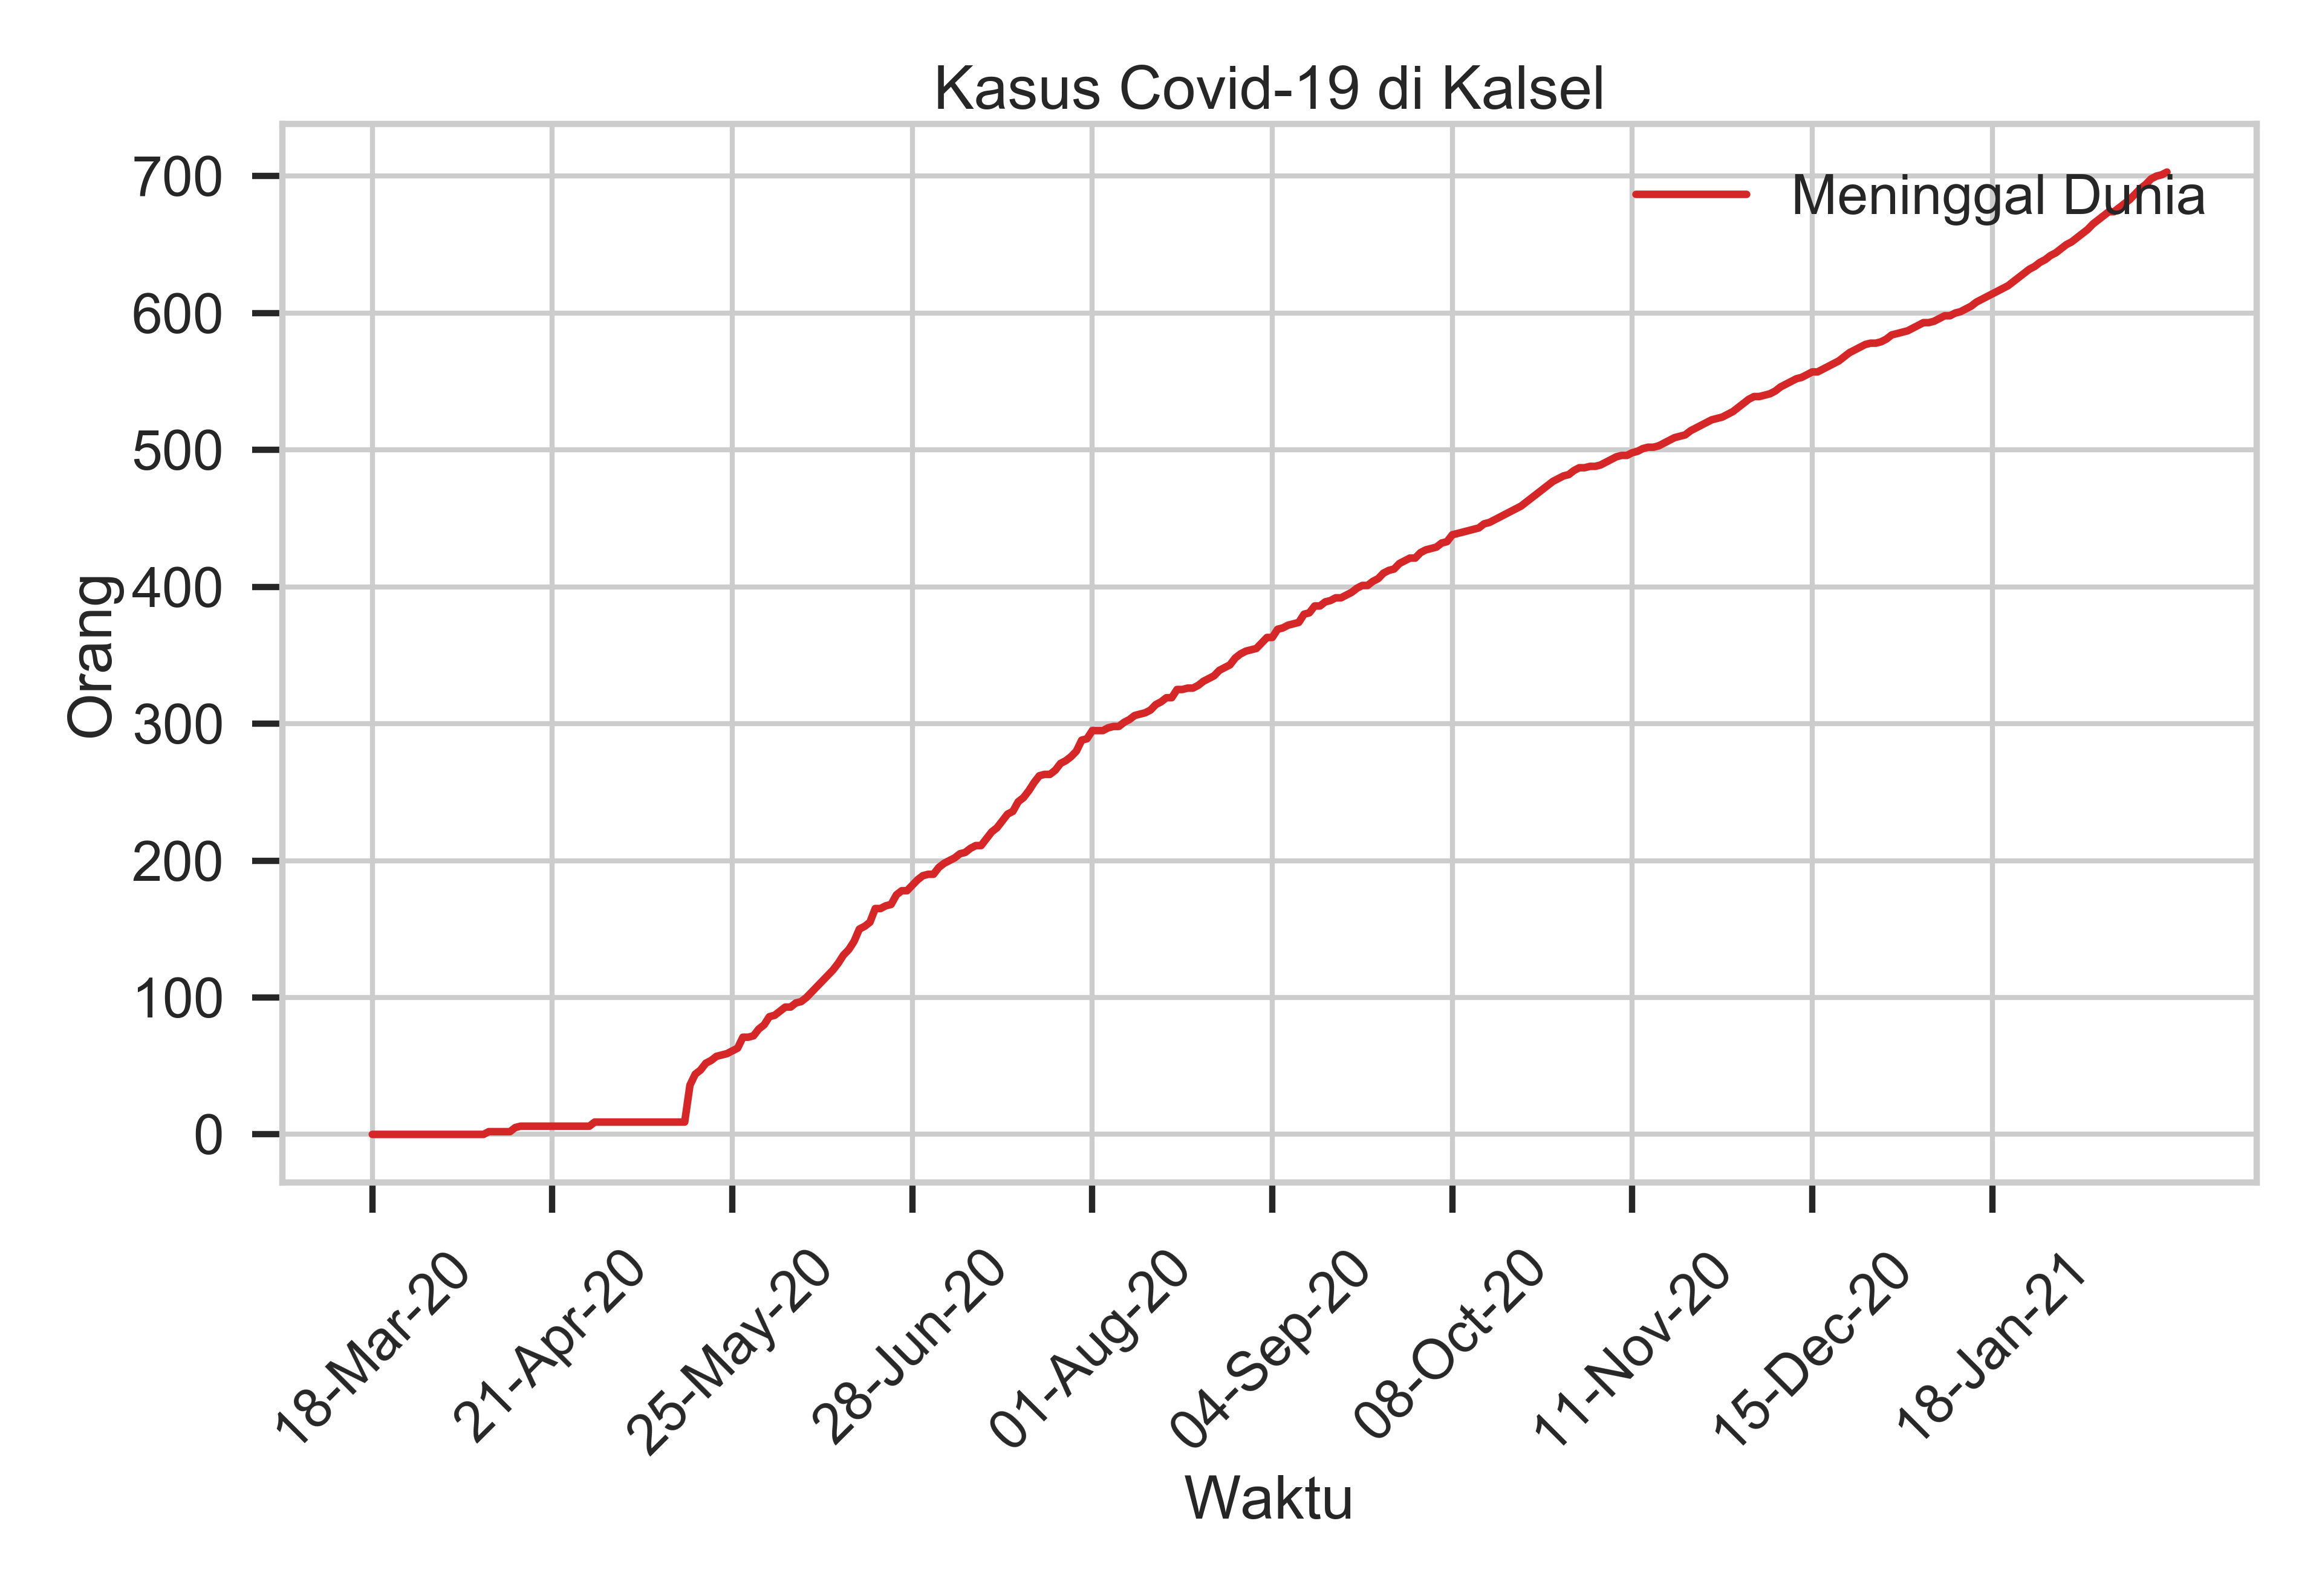 Kasus Covid-19 di Kalsel
Meninggal Dunia
700
600
500
400
300
200
100
0
Orang
18-Mar-20
21-Apr-20
25-May-20
28-Jun-20
01-Aug-20
04-Sep-20
08-Oct-20
11-Nov-20
15-Dec-20
18-Jan-21
Waktu